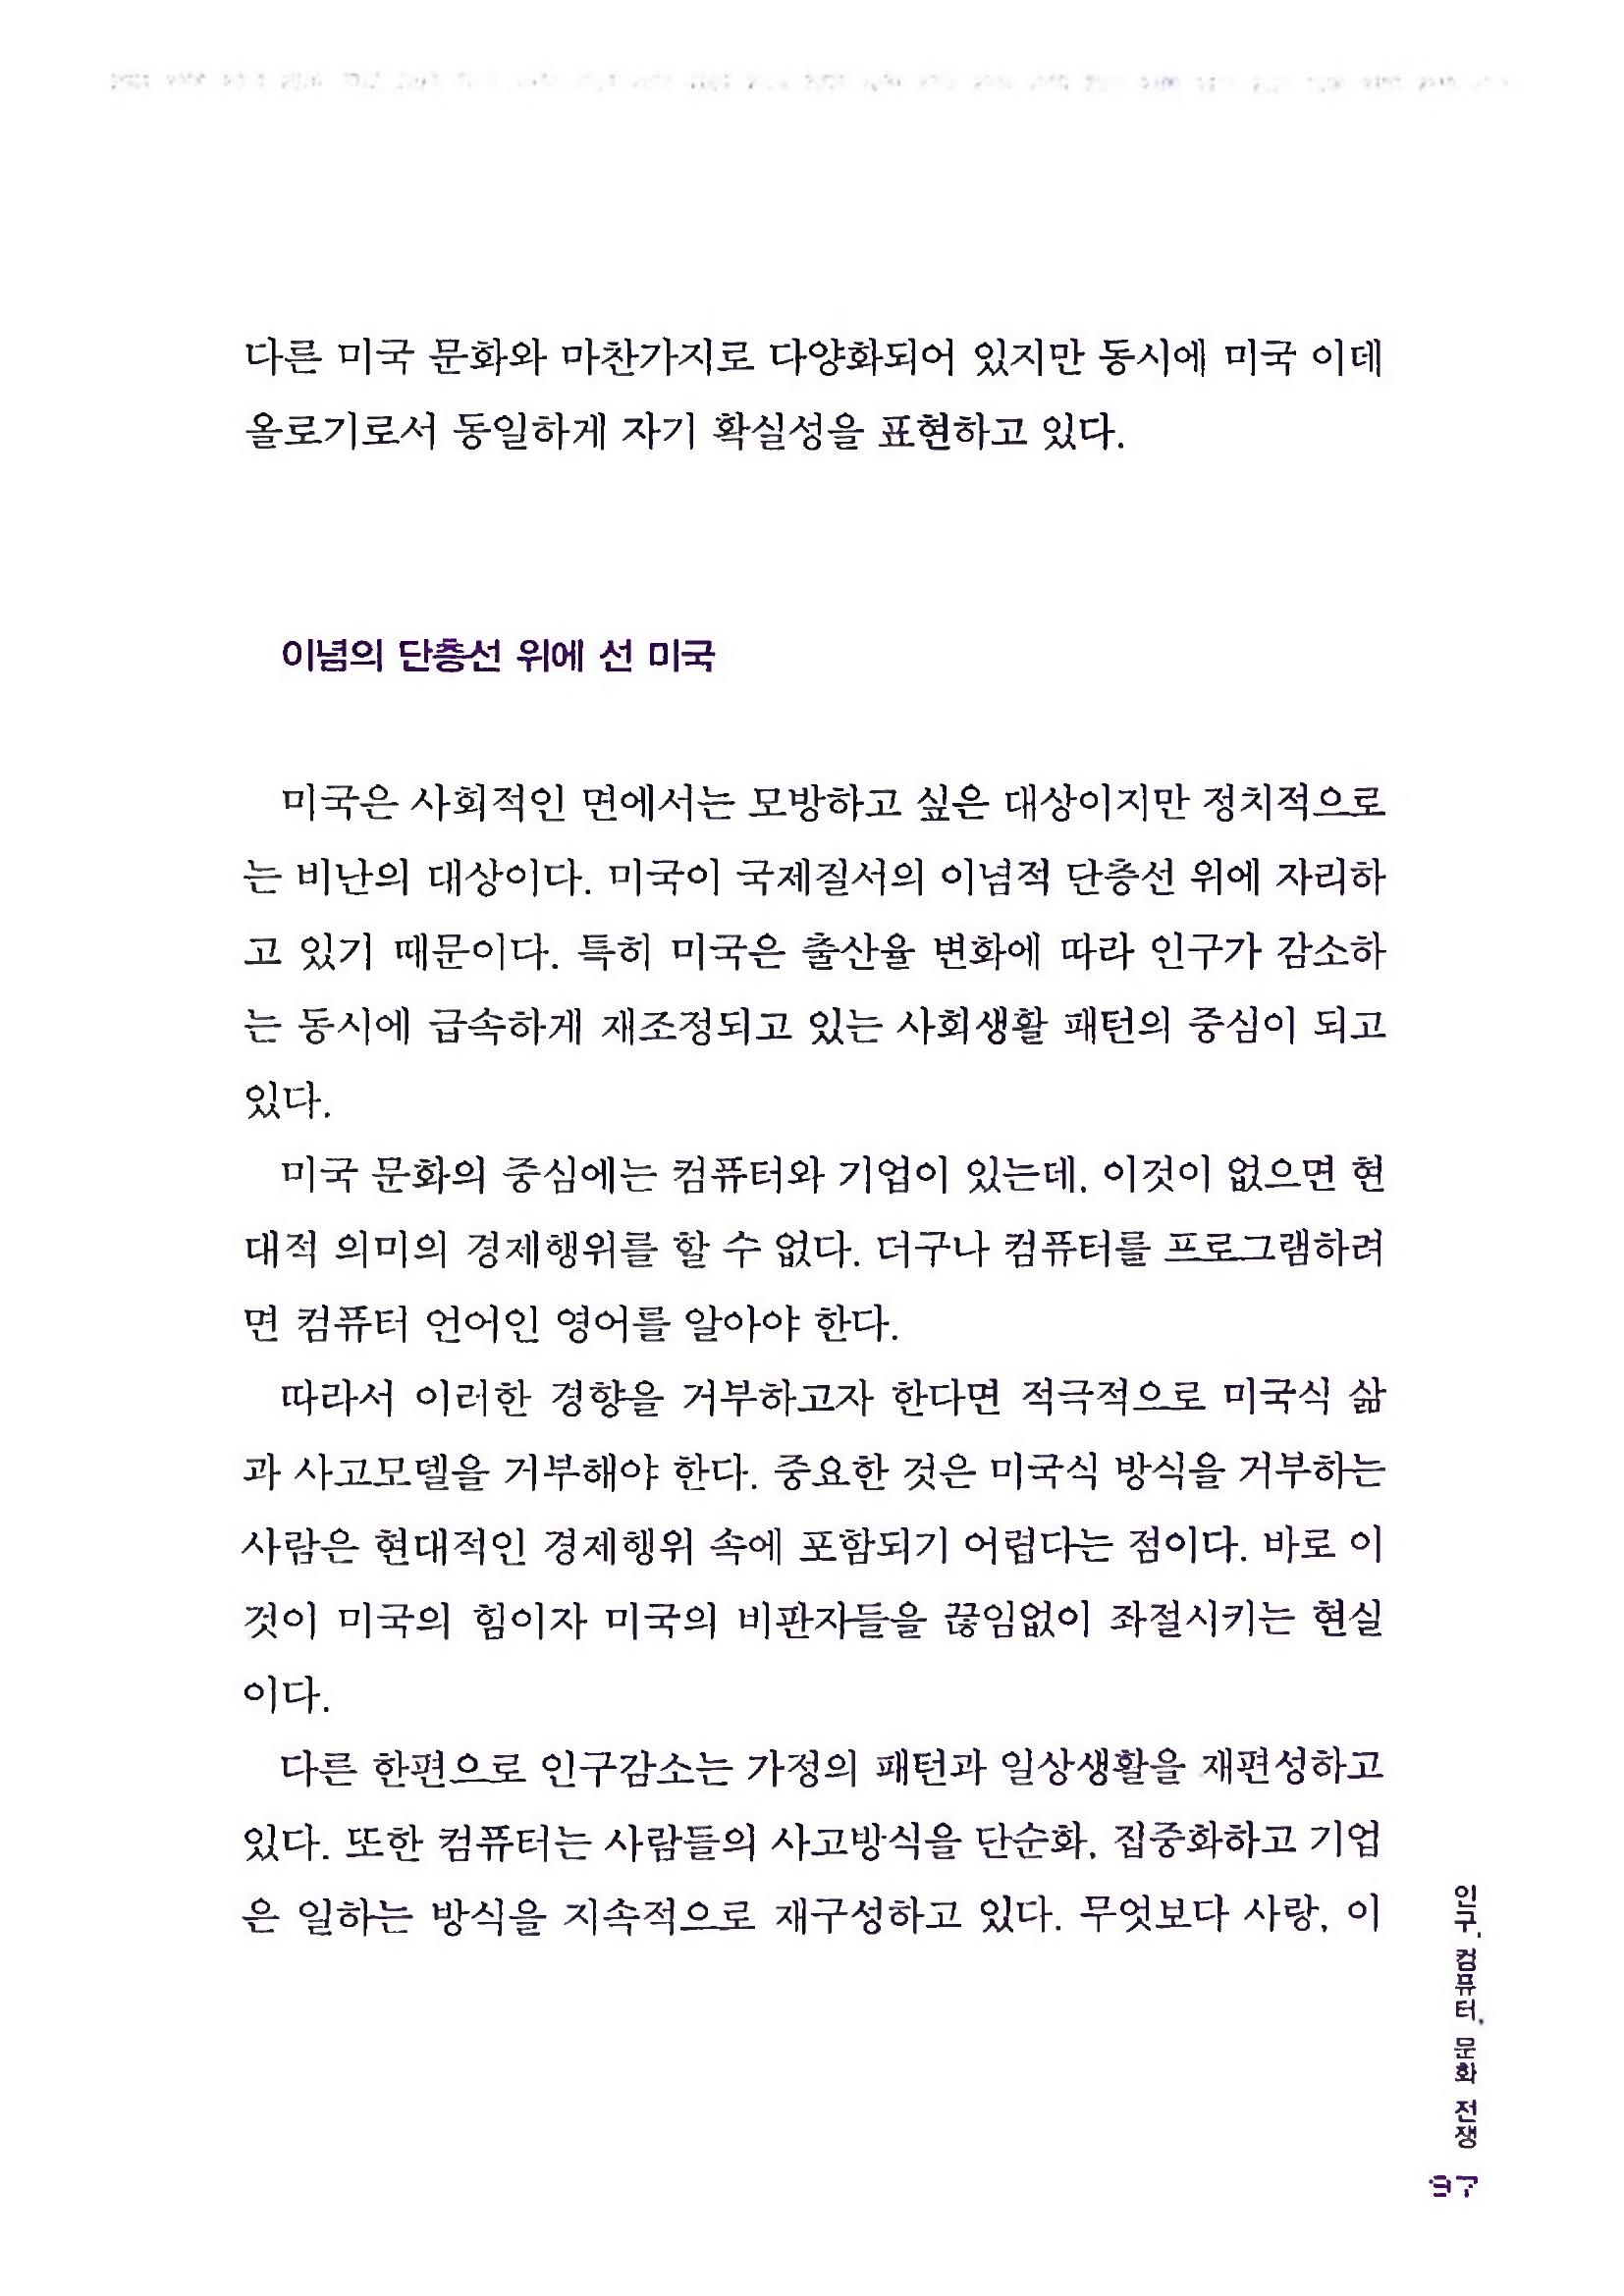 다른 미국 문화와 마찬가지로 다양화되어 있지만 동시에 미국 이데
올로기로서 동일하게 자기 확실성을 표현하고 있다.
이념의 단층선 위에 선 미국
미국은 사회적인 면에서는 모방하고 싶은 대상이지만 정치적으로
는 비난의 대상이다. 미국이 국제질서의 이념적 단층선 위에 자리하
고 있기 때문이다. 특히 미국은 출산율 변화에 따라 인구가 감소하
는 동시에 급속하게 재조정되고 있는 사회생활 패턴의 중심이 되고
있다.
미국 문화의 중심에는 컴퓨터와 기업이 있는데, 이것이 없으면 현
대적 의미의 경제행위를 할 수 없다. 더구나 컴퓨터를 프로그램하려
면 컴퓨터 언어인 영어를 알아야 한다.
따라서 이러한 경향을 거부하고자 한다면 적극적으로 미국식 삶
과 사고모델을 거부해야 한다. 중요한 것은 미국식 방식을 거부하는
사람은 현대적인 경제행위 속에 포함되기 어렵다는 점이다. 바로 이
것이 미국의 힘이자 미국의 비판자들을 끊임없이 좌절시키는 현실
이다.
다른 한편으로 인구감소는 가정의 패턴과 일상생활을 재편성하고
있다. 또한 컴퓨터는 사람들의 사고방식을 단순화, 집중화하고 기업
은 일하는 방식을 지속적으로 재구성하고 있다. 무엇보다 사랑, 이
인구, 컴퓨터, 문화 전쟁
97